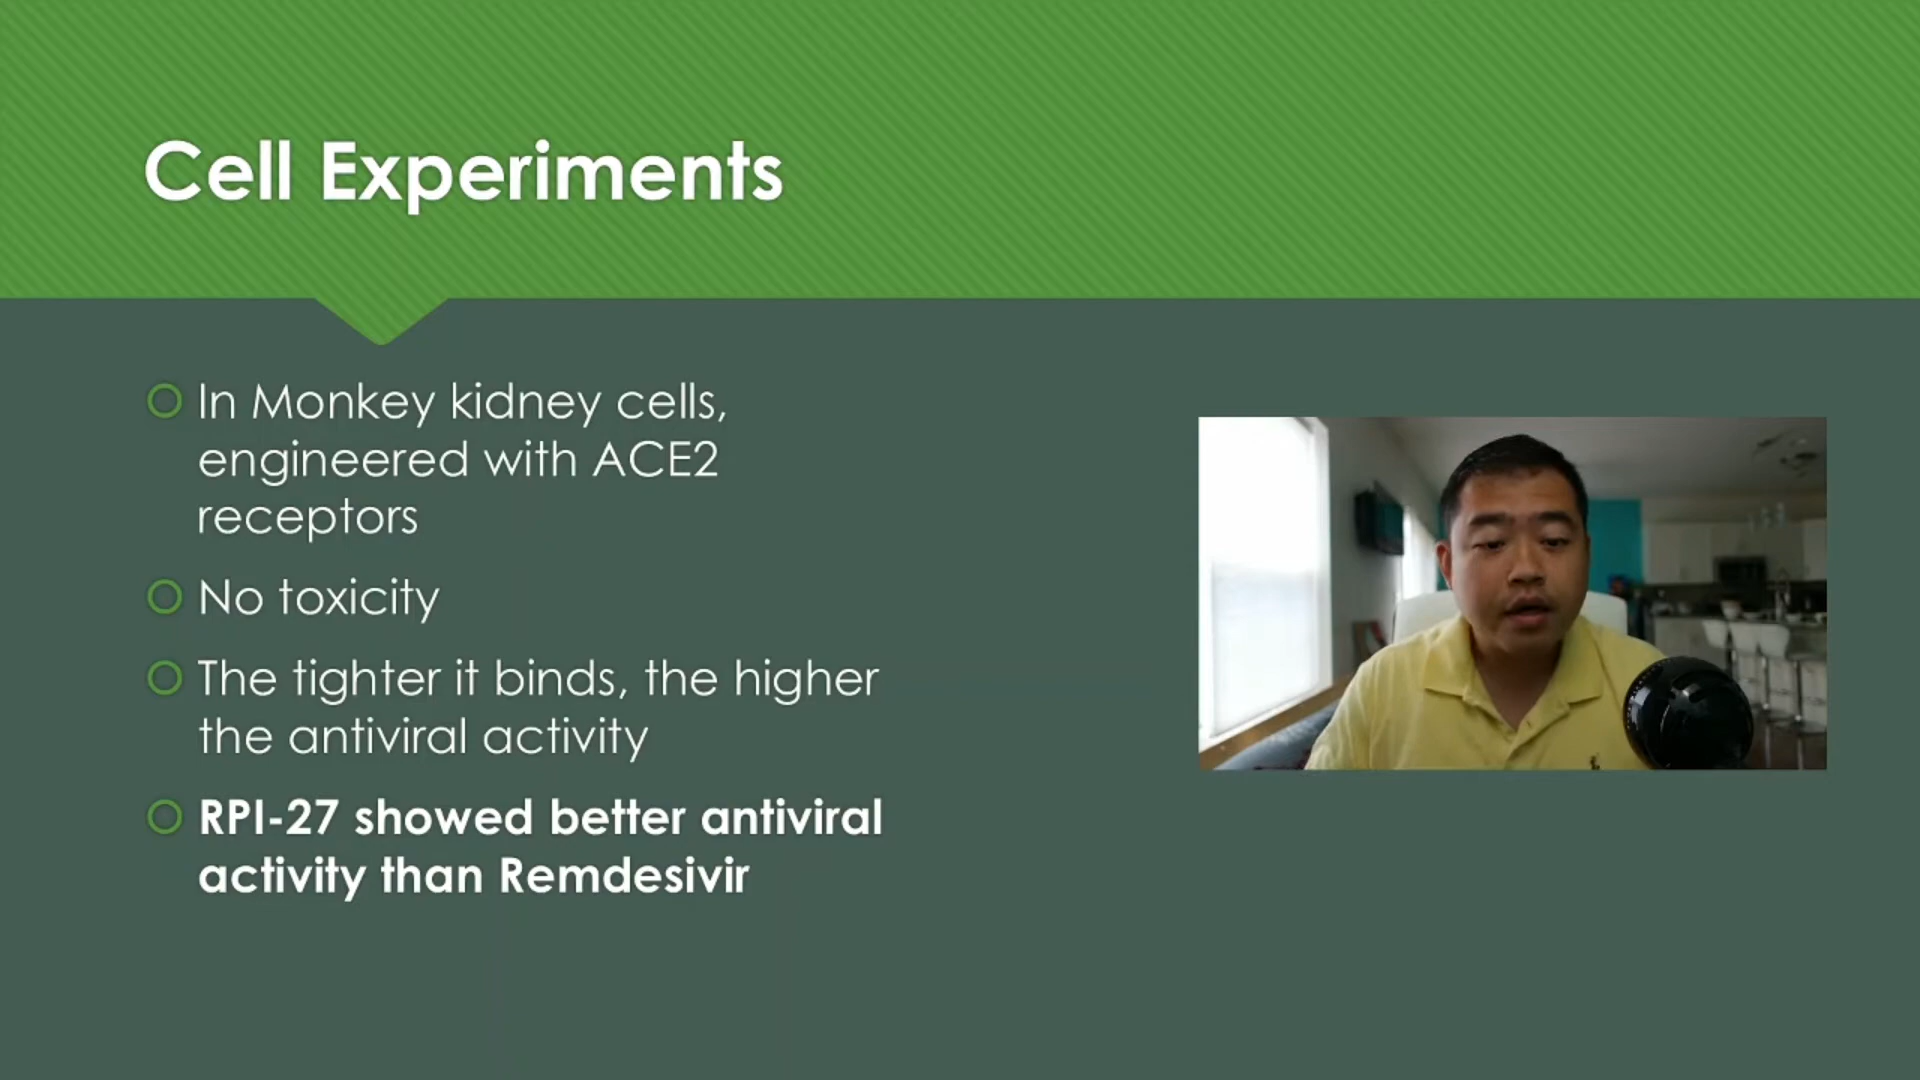 Cell Experiments
In Monkey kidney cells,
engineered with ACE2
receptors
No toxicity
The tighter it binds, the higher
the antiviral activity
RPI-27 showed better antiviral
activity than Remdesivir